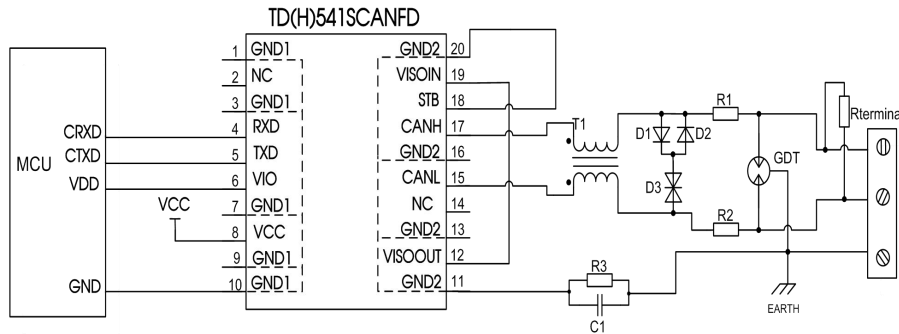 TD(H)541SCANFD
1 GND1 GND2 20
2 NC VISOIN 19
3 GND1 STB 18
CRXD 4 RXD CANH 17 T1 D1 D2 R1 Rtermina
CTXD 5 TXD GND2 16
MCU
VDD 6 VIO CANL 15 D3 GDT
7 GND1 NC 14
VCC 8 VCC GND2 13 R2
9 GND1 VISOOUT 12
GND 10 GND1 GND2 11 R3
C1
EARTH